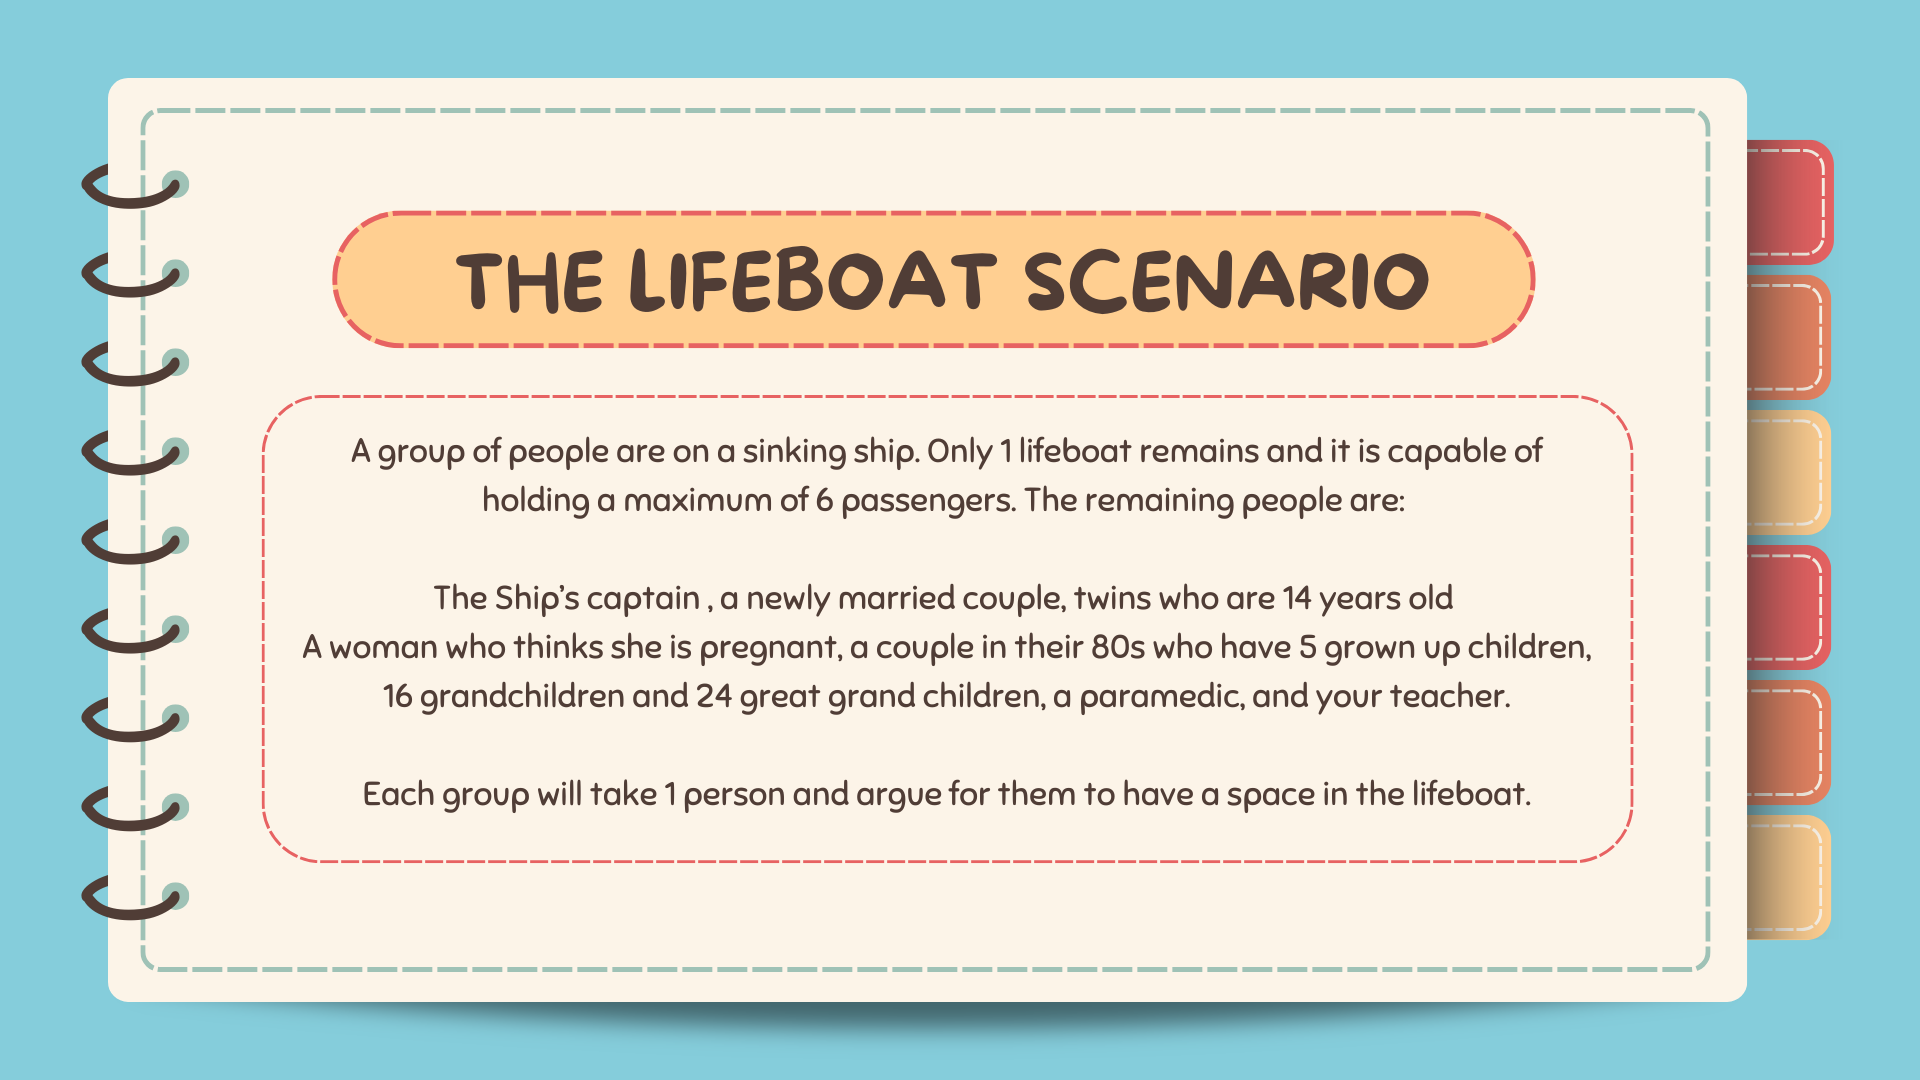 THE LIFEBOAT SCENARIO
A group of people are on a sinking ship. Only 1 lifeboat remains and it is capable of
holding a maximum of 6 passengers. The remaining people are:
The Ship's captain , a newly married couple, twins who are 14 years old
A woman who thinks she is pregnant, a couple in their 80s who have 5 grown up children,
16 grandchildren and 24 great grand children, a paramedic, and your teacher.
Each group will take 1 person and argue for them to have a space in the lifeboat.